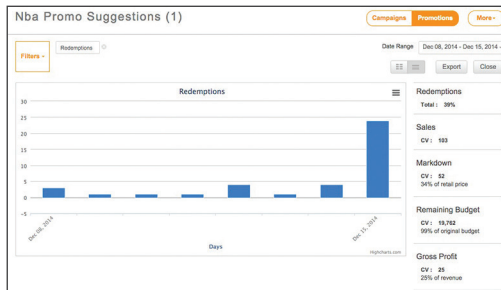 Nba Promo Suggestions (1)
Campaigns
Promotions
More-
Filters -
Redemptions
Date Range
Dec 08, 2014 - Dec 15, 2014 -
Export
Close
Redemptions
30
25
20
15
10
5
0
-5
Dec 08, 2014
Dec 15, 2014
Days
Highcharts.com
Redemptions
Total : 39%
Sales
CV : 103
Markdown
CV : 52
34% of retail price
Remaining Budget
CV : 19,762
99% of original budget
Gross Profit
CV : 25
25% of revenue